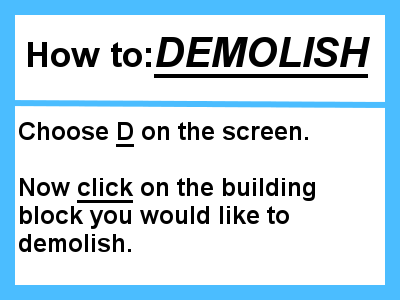 How to:DEMOLISH
Choose D on the screen.
Now click on the building
block you would like to
demolish.